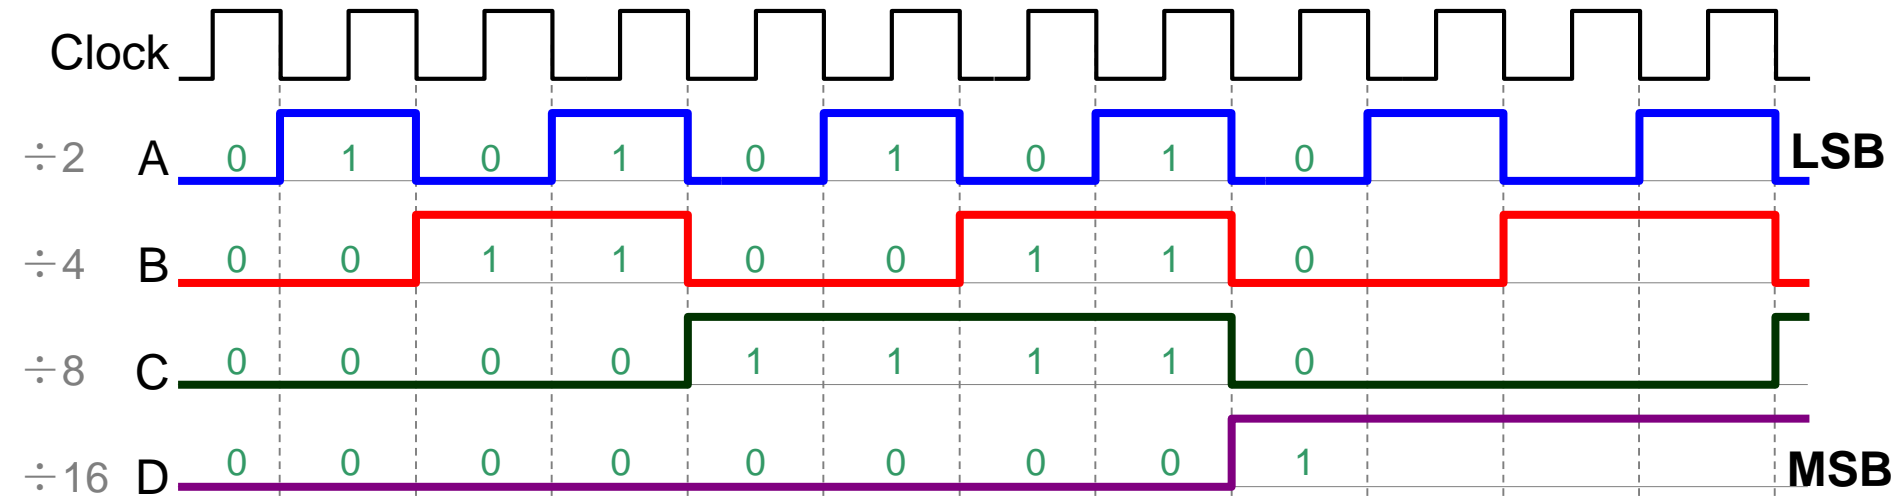 Clock
÷2 A 0 1 0 1 0 1 0 1 0 LSB
÷4 B 0 0 1 1 0 0 1 1 0
÷8 C 0 0 0 0 1 1 1 1 0
÷16 D 0 0 0 0 0 0 0 0 1 MSB